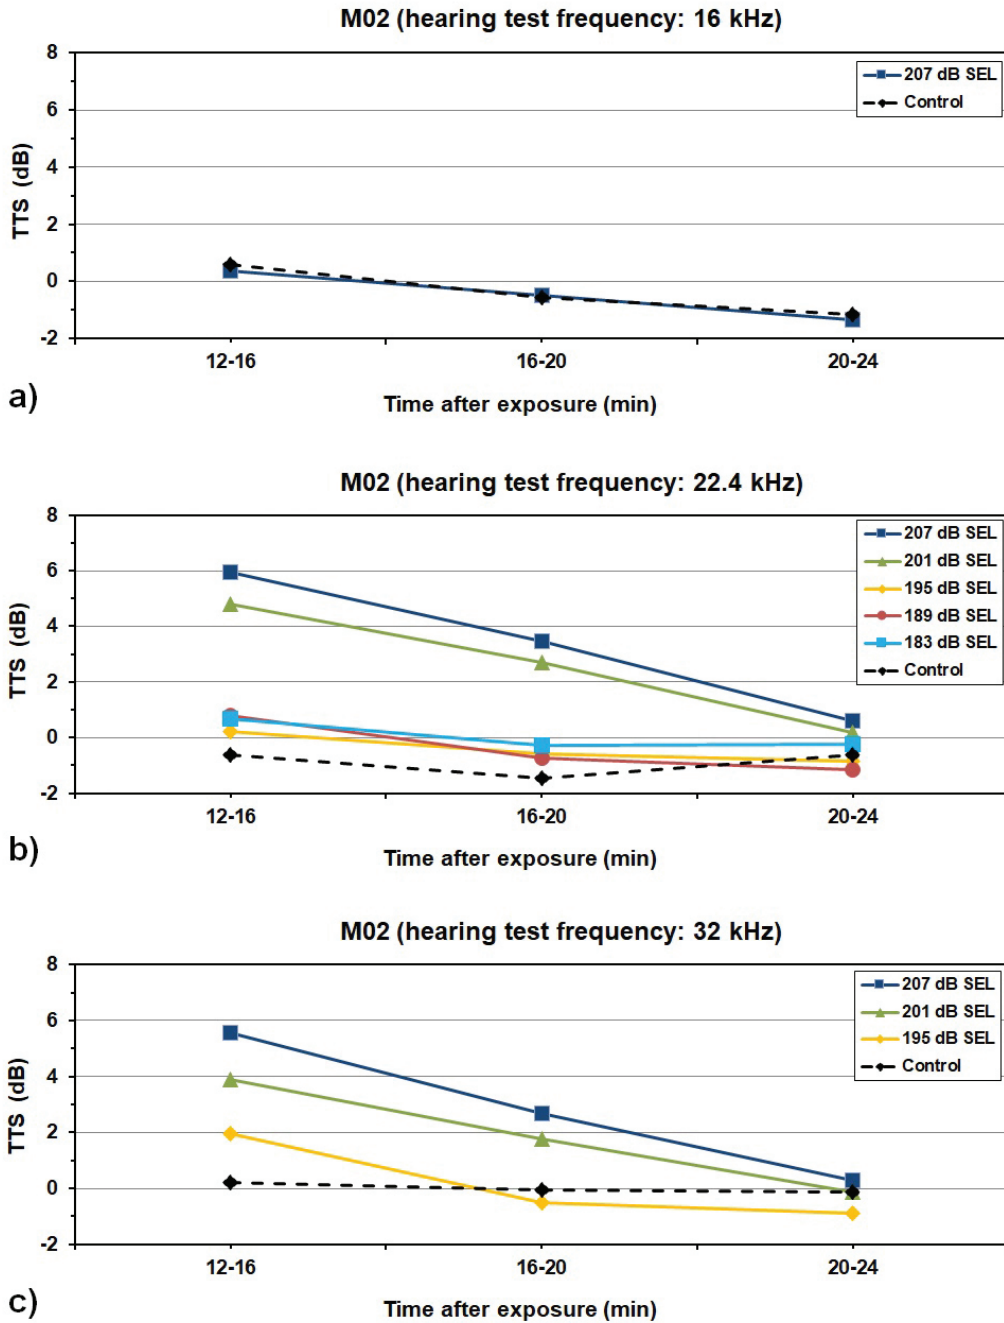 M02 (hearing test frequency: 16 kHz)
8
6
4
2
0
-2
TTS (dB)
207 dB SEL
Control
12-16
16-20
20-24
a)
Time after exposure (min)
M02 (hearing test frequency: 22.4 kHz)
8
6
4
2
0
-2
TTS (dB)
207 dB SEL
201 dB SEL
195 dB SEL
189 dB SEL
183 dB SEL
Control
12-16
16-20
20-24
b)
Time after exposure (min)
M02 (hearing test frequency: 32 kHz)
8
6
4
2
0
-2
TTS (dB)
207 dB SEL
201 dB SEL
195 dB SEL
Control
12-16
16-20
20-24
c)
Time after exposure (min)